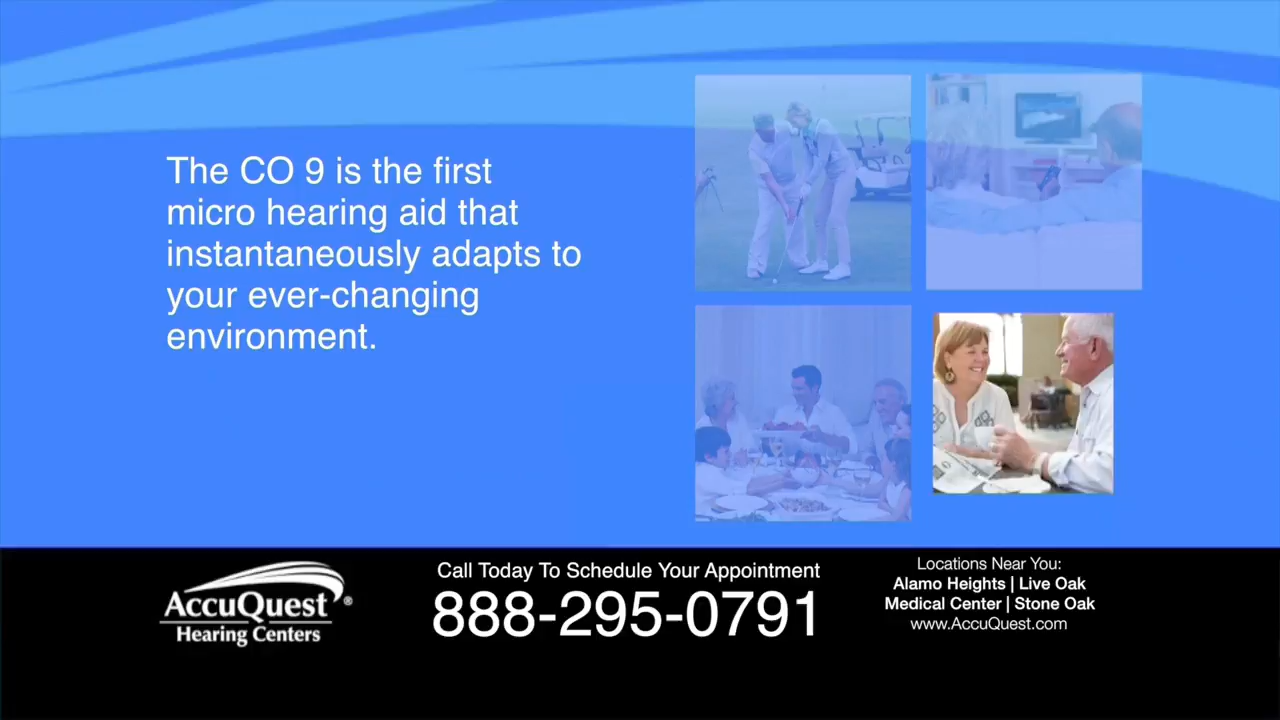 The CO 9 is the first
micro hearing aid that
instantaneously adapts to
your ever-changing
environment.
AccuQuest®
Hearing Centers
Call Today To Schedule Your Appointment
888-295-0791
Locations Near You:
Alamo Heights | Live Oak
Medical Center | Stone Oak
www.AccuQuest.com